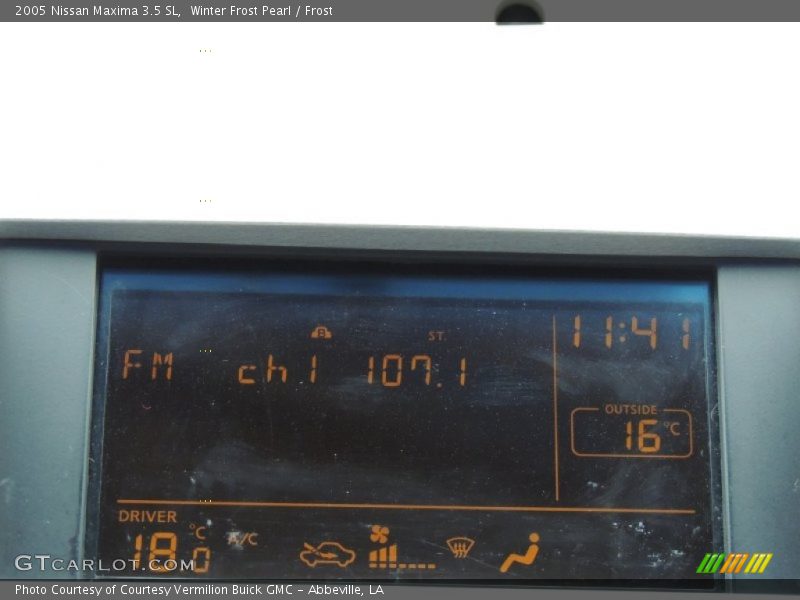 2005 Nissan Maxima 3.5 SL,  Winter Frost Pearl / Frost
ST
11:41
FM ch1 107.1
OUTSIDE
16°C
DRIVER
18.0 °C A/C
GTCARLOT.COM
Photo Courtesy of Courtesy Vermilion Buick GMC – Abbeville, LA